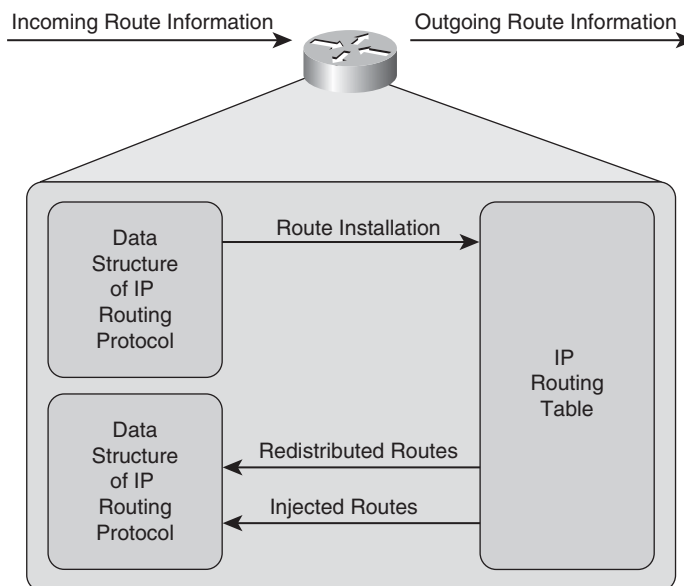 Incoming Route Information
Outgoing Route Information
Data
Structure
of IP
Routing
Protocol
Route Installation
IP
Routing
Table
Data
Structure
of IP
Routing
Protocol
Redistributed Routes
Injected Routes